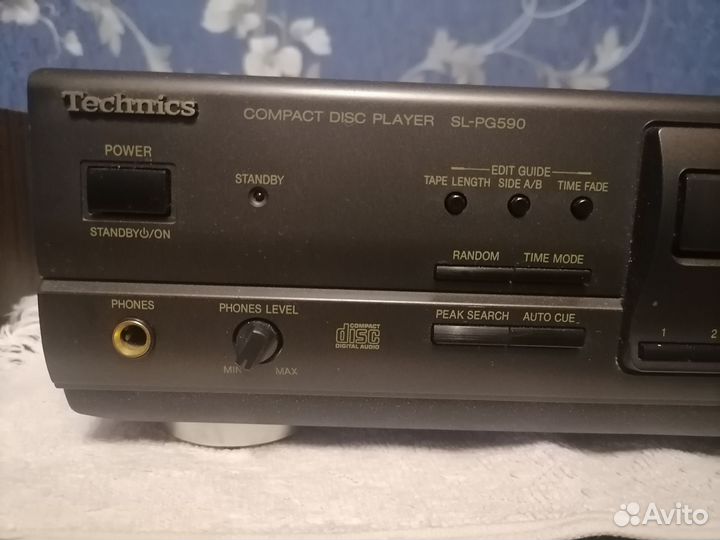 Technics
COMPACT DISC PLAYER SL-PG590
POWER
STANDBY⏻/ON
STANDBY
EDIT GUIDE
TAPE LENGTH SIDE A/B TIME FADE
RANDOM TIME MODE
PHONES
PHONES LEVEL
MIN MAX
COMPACT
disc
DIGITAL AUDIO
PEAK SEARCH AUTO CUE
1 2
Avito